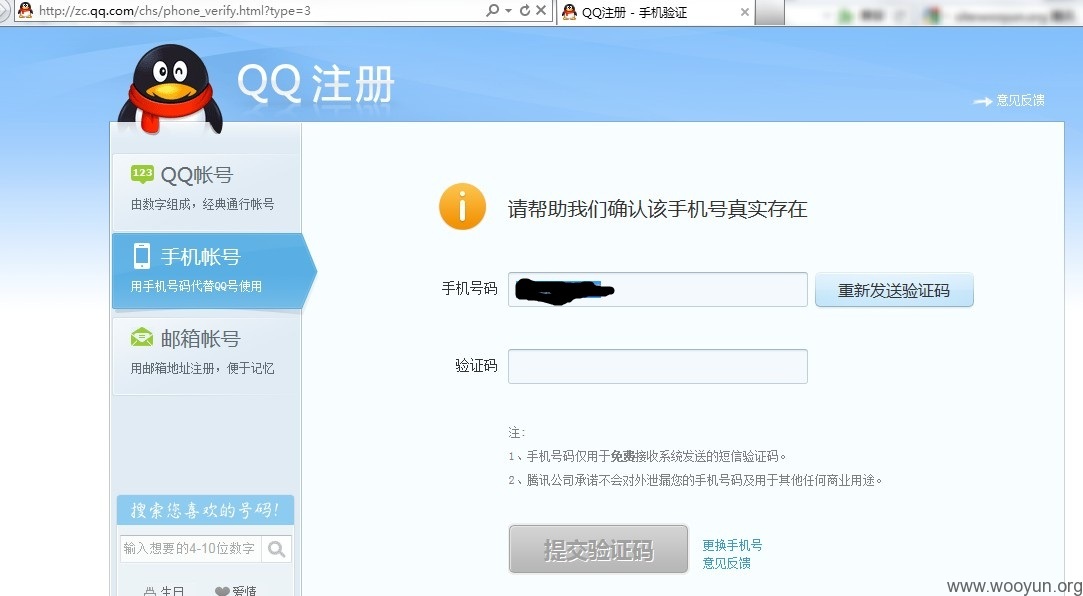 http://zc.qq.com/chs/phone_verify.html?type=3
QQ注册 - 手机验证
QQ 注册
意见反馈
123 QQ帐号
由数字组成，经典通行帐号
手机帐号
用手机号码代替QQ号使用
邮箱帐号
用邮箱地址注册，便于记忆
搜索您喜欢的号码!
输入想要的4-10位数字
生日 爱情
请帮助我们确认该手机号真实存在
手机号码 重新发送验证码
验证码
注:
1、手机号码仅用于免费接收系统发送的短信验证码。
2、腾讯公司承诺不会对外泄漏您的手机号码及用于其他任何商业用途。
提交验证码
更换手机号
意见反馈
www.wooyun.org